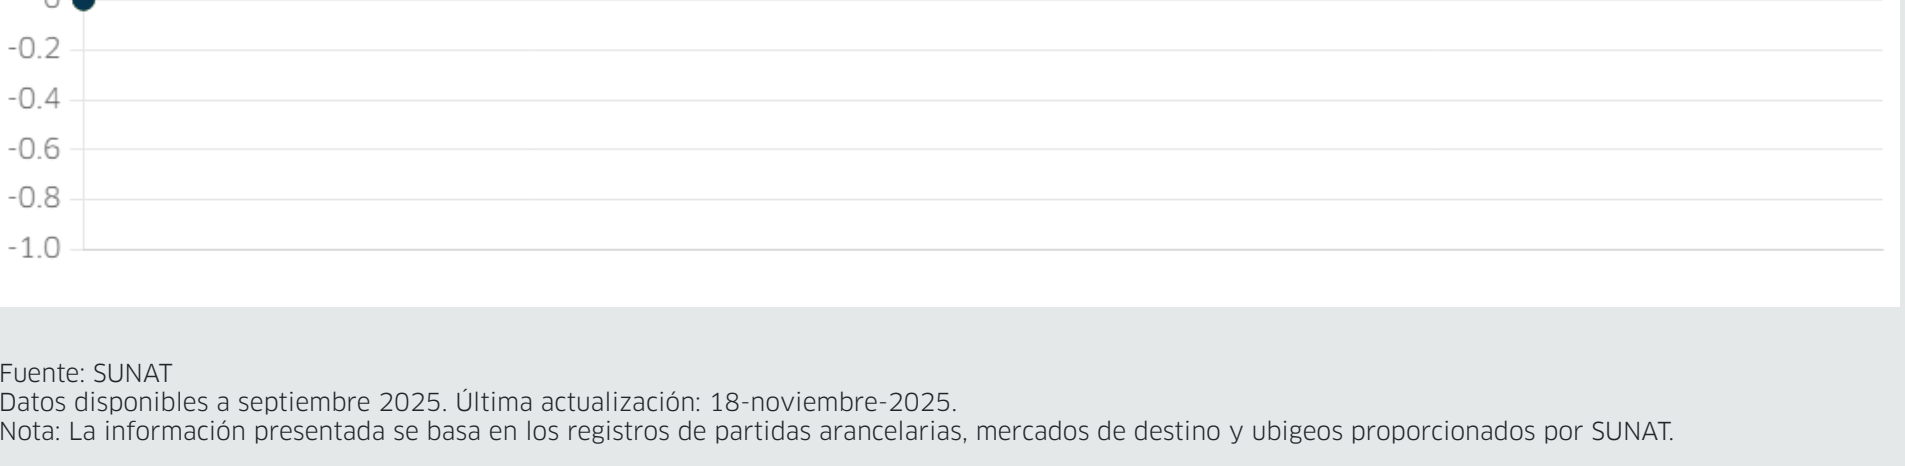 0
-0.2
-0.4
-0.6
-0.8
-1.0
Fuente: SUNAT
Datos disponibles a septiembre 2025. Última actualización: 18-noviembre-2025.
Nota: La información presentada se basa en los registros de partidas arancelarias, mercados de destino y ubigeos proporcionados por SUNAT.